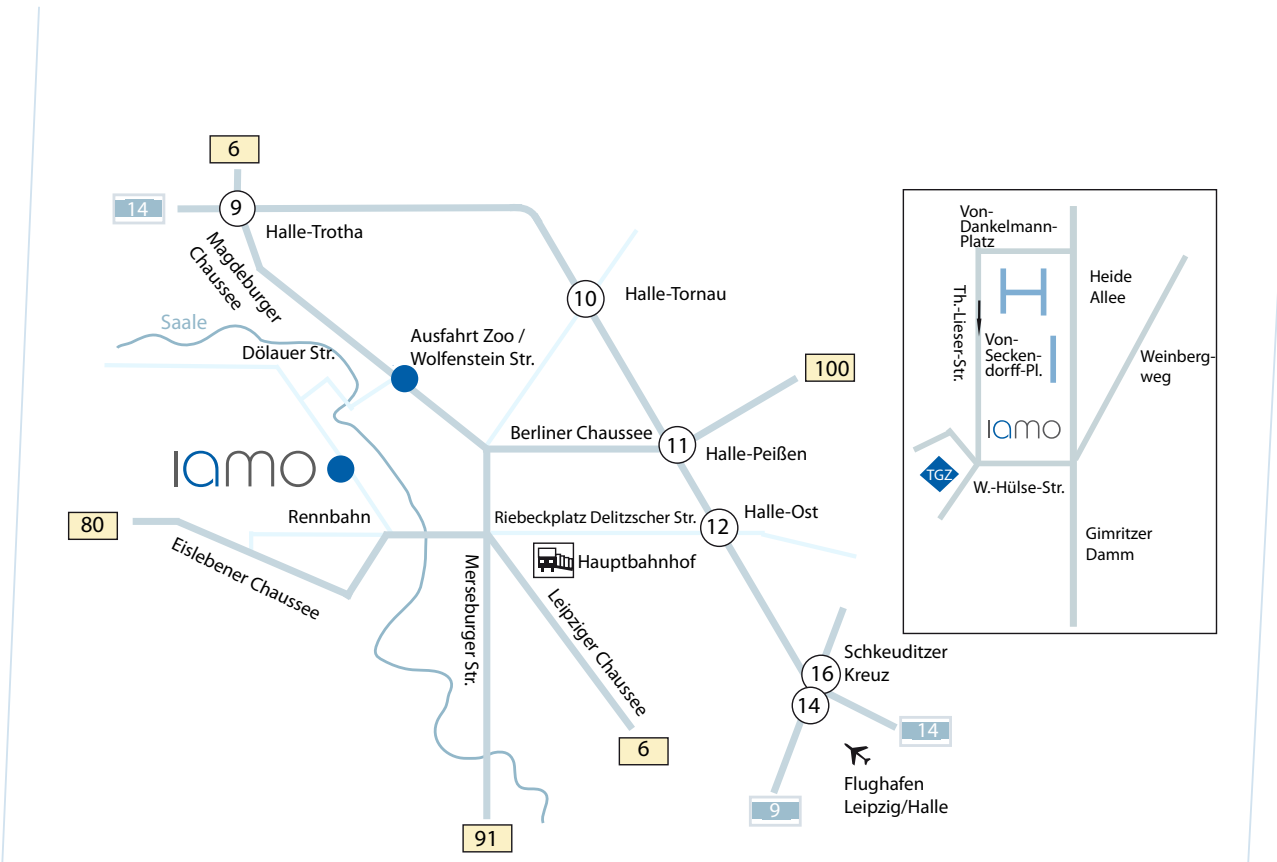 6
14
9
Halle-Trotha
Magdeburger
Chaussee
10
Halle-Tornau
Saale
Dölauer Str.
Ausfahrt Zoo /
Wolfenstein Str.
100
Berliner Chaussee
11
Halle-Peißen
iamo
80
Rennbahn
Riebeckplatz Delitzscher Str.
12
Halle-Ost
Eislebener Chaussee
Hauptbahnhof
Merseburger Str.
Leipziger Chaussee
6
91
16
Schkeuditzer
Kreuz
14
14
9
Flughafen
Leipzig/Halle
Von-
Dankelmann-
Platz
Heide
Allee
Th.-Lieser-Str.
Von-
Secken-
dorff-Pl.
Weinberg-
weg
iamo
TGZ
W.-Hülse-Str.
Gimritzer
Damm